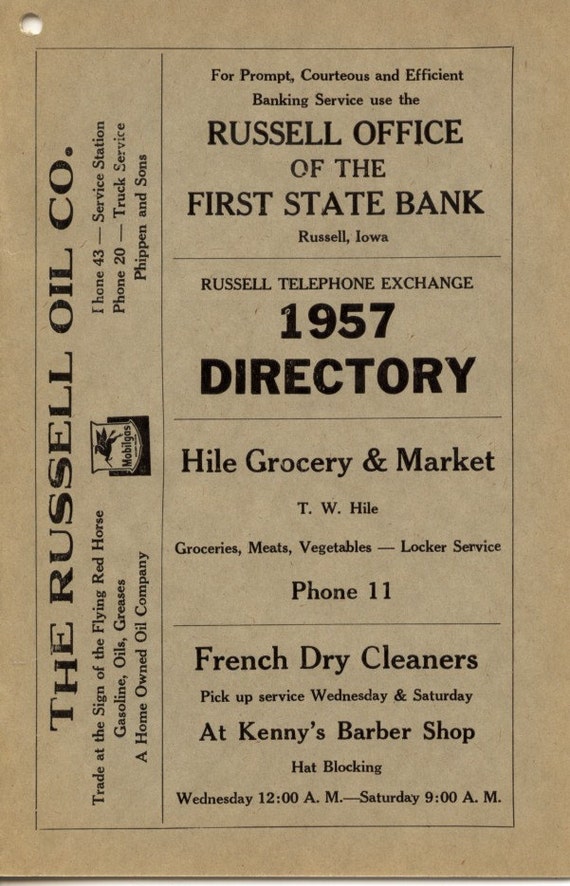 THE RUSSELL OIL CO.
Trade at the Sign of the Flying Red Horse
Gasoline, Oils, Greases
A Home Owned Oil Company
Mobilgas
Phone 43 — Service Station
Phone 20 — Truck Service
Phippen and Sons
For Prompt, Courteous and Efficient
Banking Service use the
RUSSELL OFFICE
OF THE
FIRST STATE BANK
Russell, Iowa
RUSSELL TELEPHONE EXCHANGE
1957
DIRECTORY
Hile Grocery & Market
T. W. Hile
Groceries, Meats, Vegetables — Locker Service
Phone 11
French Dry Cleaners
Pick up service Wednesday & Saturday
At Kenny's Barber Shop
Hat Blocking
Wednesday 12:00 A. M.—Saturday 9:00 A. M.